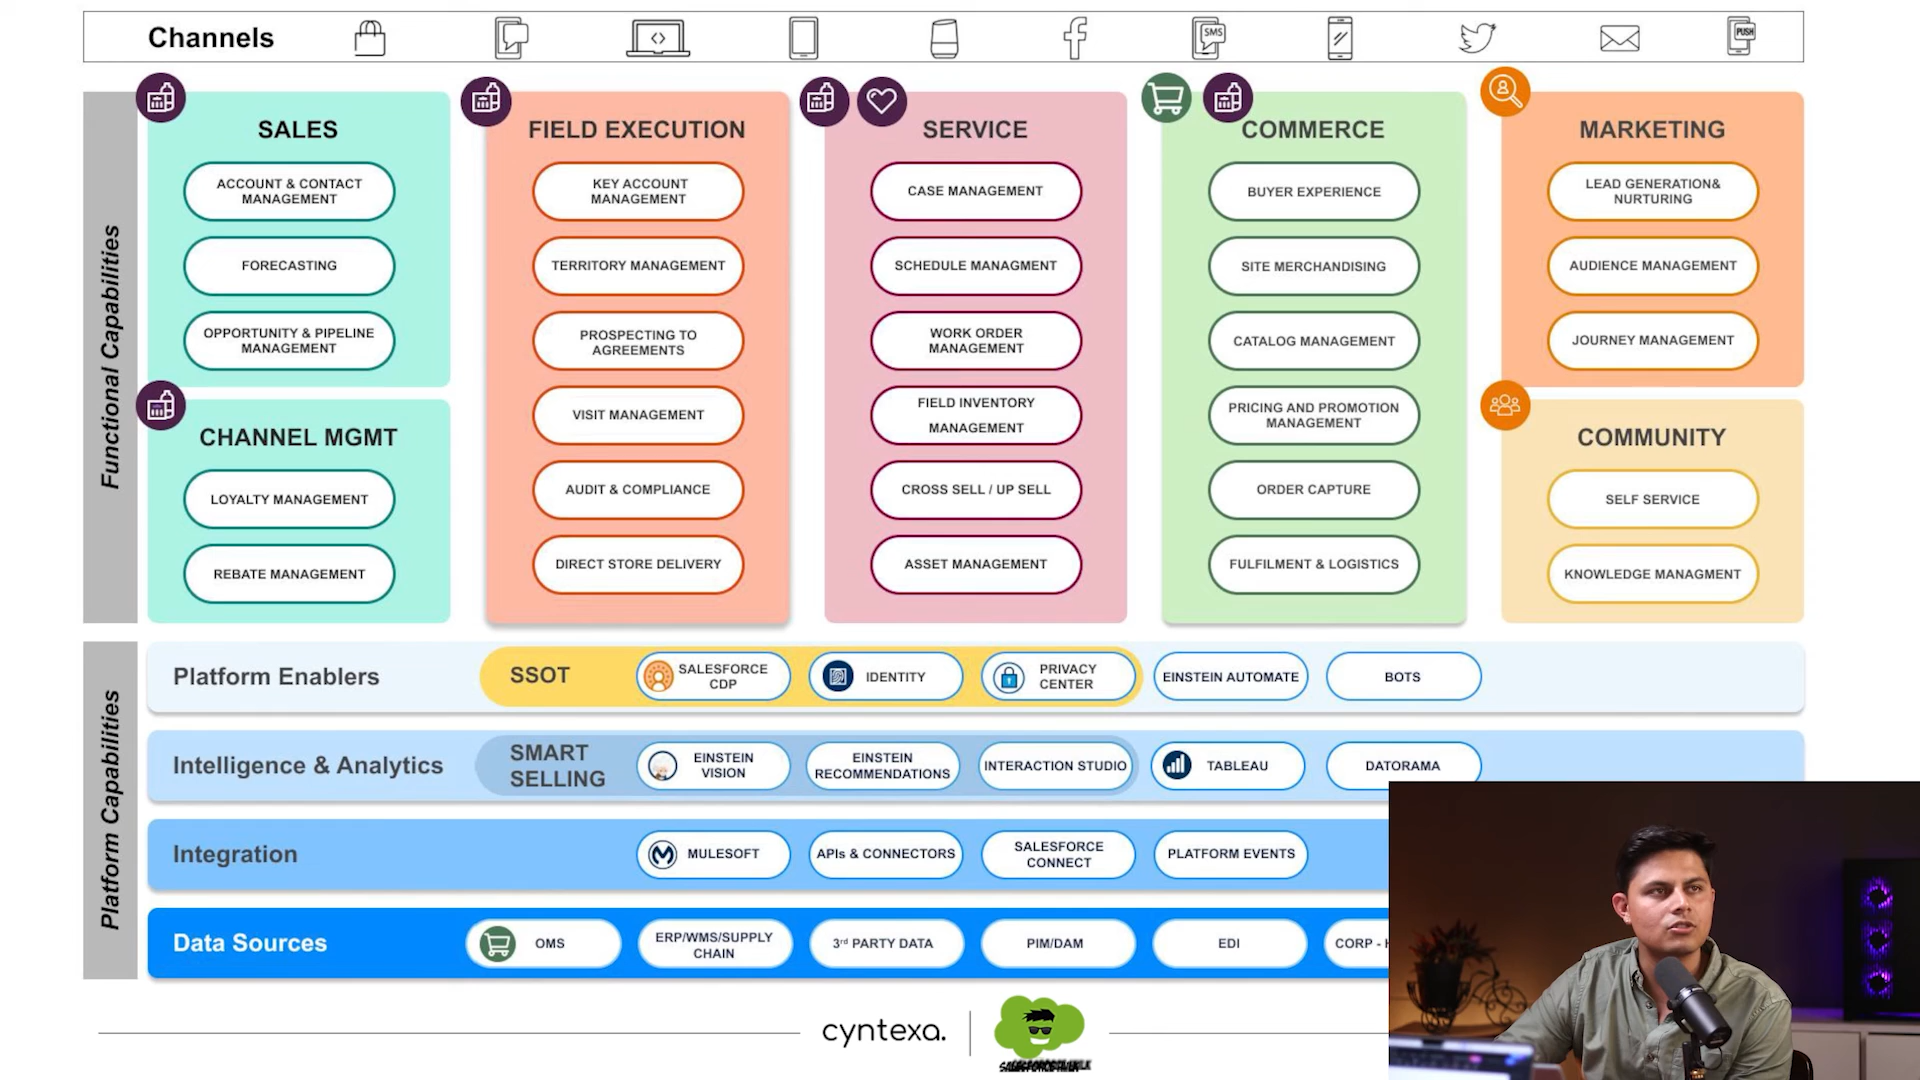 Channels
SMS
PUSH
Functional Capabilities
SALES
ACCOUNT & CONTACT
MANAGEMENT
FORECASTING
OPPORTUNITY & PIPELINE
MANAGEMENT
CHANNEL MGMT
LOYALTY MANAGEMENT
REBATE MANAGEMENT
FIELD EXECUTION
KEY ACCOUNT
MANAGEMENT
TERRITORY MANAGEMENT
PROSPECTING TO
AGREEMENTS
VISIT MANAGEMENT
AUDIT & COMPLIANCE
DIRECT STORE DELIVERY
SERVICE
CASE MANAGEMENT
SCHEDULE MANAGMENT
WORK ORDER
MANAGEMENT
FIELD INVENTORY
MANAGEMENT
CROSS SELL / UP SELL
ASSET MANAGEMENT
COMMERCE
BUYER EXPERIENCE
SITE MERCHANDISING
CATALOG MANAGEMENT
PRICING AND PROMOTION
MANAGEMENT
ORDER CAPTURE
FULFILMENT & LOGISTICS
MARKETING
LEAD GENERATION&
NURTURING
AUDIENCE MANAGEMENT
JOURNEY MANAGEMENT
COMMUNITY
SELF SERVICE
KNOWLEDGE MANAGMENT
Platform Capabilities
Platform Enablers
SSOT
SALESFORCE
CDP
IDENTITY
PRIVACY
CENTER
EINSTEIN AUTOMATE
BOTS
Intelligence & Analytics
SMART
SELLING
EINSTEIN
VISION
EINSTEIN
RECOMMENDATIONS
INTERACTION STUDIO
TABLEAU
DATORAMA
Integration
MULESOFT
APIs & CONNECTORS
SALESFORCE
CONNECT
PLATFORM EVENTS
Data Sources
OMS
ERP/WMS/SUPPLY
CHAIN
3rd PARTY DATA
PIM/DAM
EDI
CORP -
cyntexa.